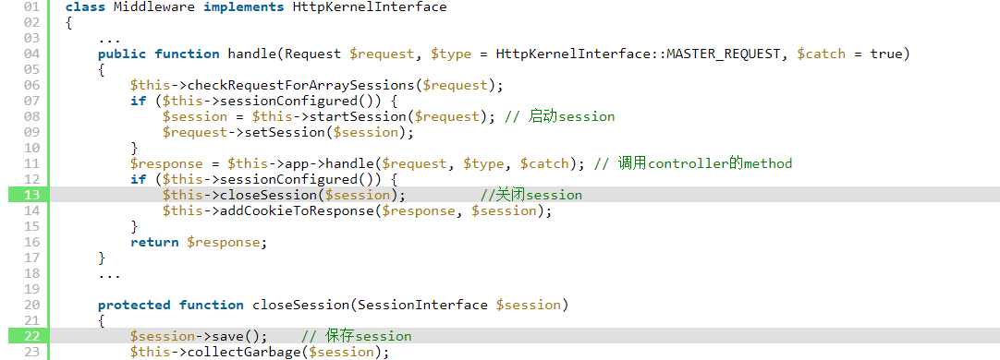 01 class Middleware implements HttpKernelInterface
02 {
03     ...
04     public function handle(Request $request, $type = HttpKernelInterface::MASTER_REQUEST, $catch = true)
05     {
06         $this->checkRequestForArraySessions($request);
07         if ($this->sessionConfigured()) {
08             $session = $this->startSession($request); // 启动session
09             $request->setSession($session);
10         }
11         $response = $this->app->handle($request, $type, $catch); // 调用controller的method
12         if ($this->sessionConfigured()) {
13             $this->closeSession($session);         //关闭session
14             $this->addCookieToResponse($response, $session);
15         }
16         return $response;
17     }
18     ...
19
20     protected function closeSession(SessionInterface $session)
21     {
22         $session->save();    // 保存session
23         $this->collectGarbage($session);